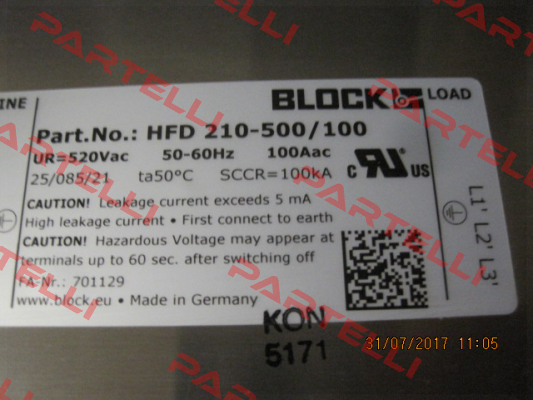 INE
BLOCK
LOAD
Part.No.: HFD 210-500/100
UR=520Vac 50-60Hz 100Aac
25/085/21 ta50°C SCCR=100kA
C US
CAUTION! Leakage current exceeds 5 mA
High leakage current • First connect to earth
CAUTION! Hazardous Voltage may appear at
terminals up to 60 sec. after switching off
FA-Nr.: 701129
www.block.eu • Made in Germany
L1' L2' L3'
KON
5171
31/07/2017 11:05
PARTELLI
PARTELLI
PARTELLI
PARTELLI
PARTELLI
PARTELLI